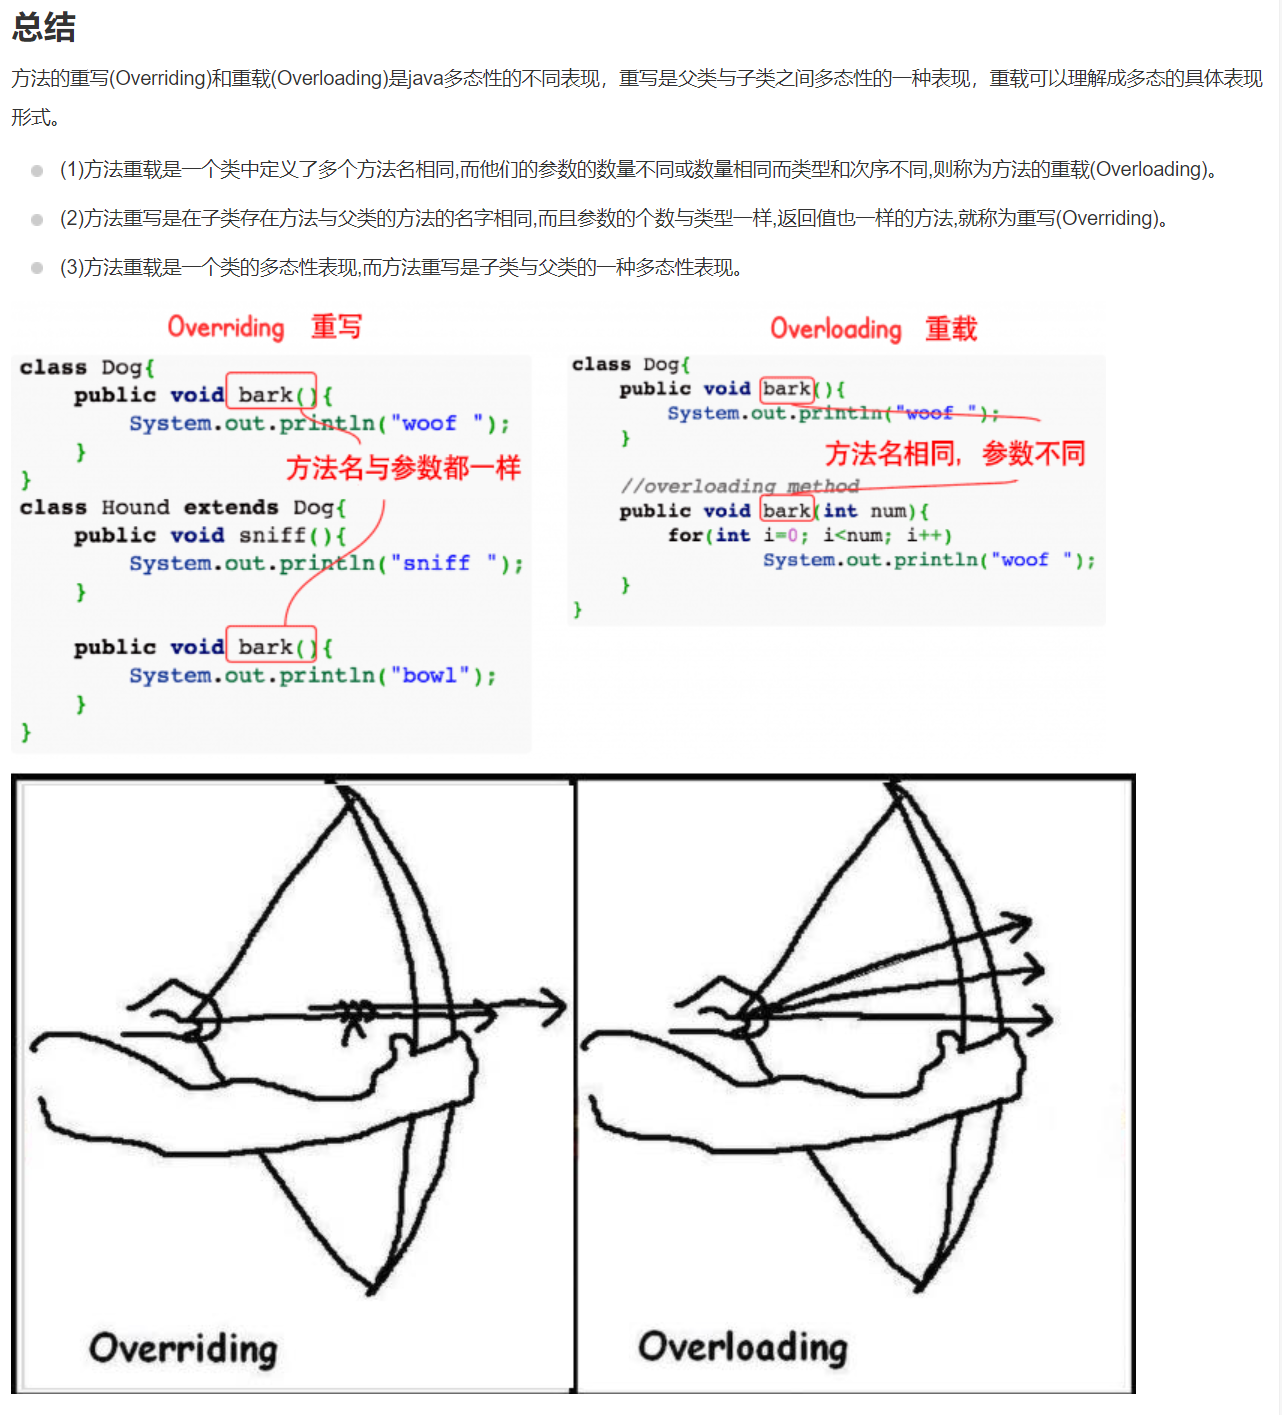 总结
方法的重写(Overriding)和重载(Overloading)是java多态性的不同表现，重写是父类与子类之间多态性的一种表现，重载可以理解成多态的具体表现
形式。
(1)方法重载是一个类中定义了多个方法名相同,而他们的参数的数量不同或数量相同而类型和次序不同,则称为方法的重载(Overloading)。
(2)方法重写是在子类存在方法与父类的方法的名字相同,而且参数的个数与类型一样,返回值也一样的方法,就称为重写(Overriding)。
(3)方法重载是一个类的多态性表现,而方法重写是子类与父类的一种多态性表现。
Overriding 重写
class Dog{
public void bark(){
System.out.println("woof ");
}
方法名与参数都一样
}
class Hound extends Dog{
public void sniff(){
System.out.println("sniff ");
}
public void bark(){
System.out.println("bowl");
}
}
Overloading 重载
class Dog{
public void bark(){
System.out.println("woof ");
}
方法名相同，参数不同
//overloading method
public void bark(int num){
for(int i=0; i<num; i++)
System.out.println("woof ");
}
}
Overriding
Overloading